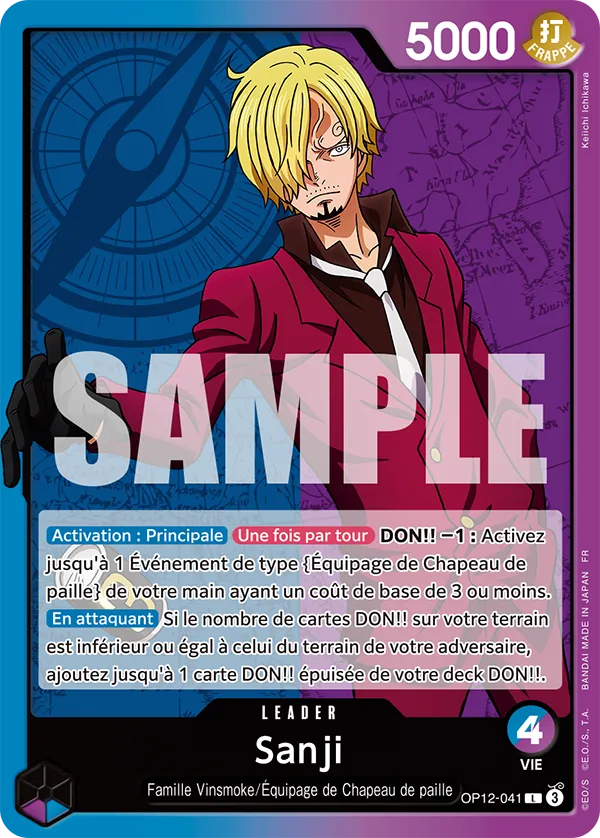 5000
打
FRAPPE
Keiichi Ichikawa
SAMPLE
Activation : Principale Une fois par tour DON!! −1 : Activez
jusqu'à 1 Événement de type {Équipage de Chapeau de
paille} de votre main ayant un coût de base de 3 ou moins.
En attaquant Si le nombre de cartes DON!! sur votre terrain
est inférieur ou égal à celui du terrain de votre adversaire,
ajoutez jusqu'à 1 carte DON!! épuisée de votre deck DON!!.
LEADER
Sanji
Famille Vinsmoke/Équipage de Chapeau de paille
4
VIE
OP12-041 L 3
©EO/S ©E.O./S., T.A. BANDAI MADE IN JAPAN FR